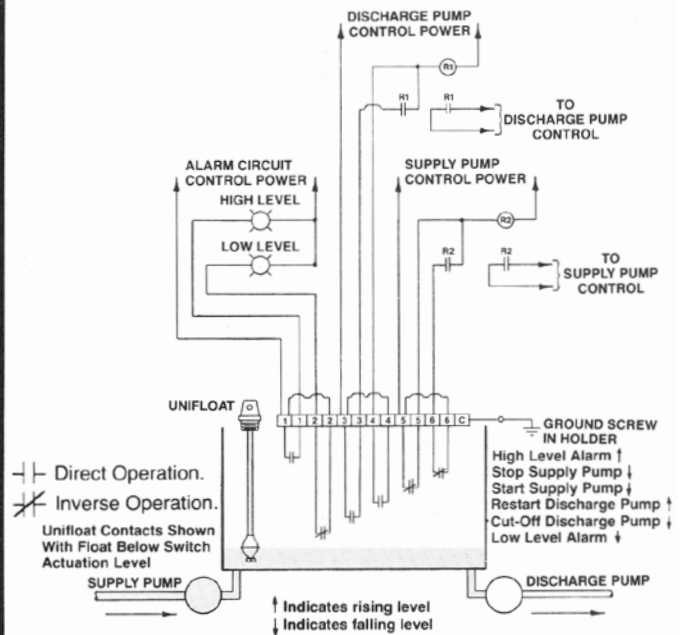 DISCHARGE PUMP
CONTROL POWER
R1
R1
R1
TO
DISCHARGE PUMP
CONTROL
ALARM CIRCUIT
CONTROL POWER
HIGH LEVEL
LOW LEVEL
SUPPLY PUMP
CONTROL POWER
R2
R2
R2
TO
SUPPLY PUMP
CONTROL
UNIFLOAT
1 1 2 2 3 3 4 4 5 5 6 6 C
GROUND SCREW
IN HOLDER
Direct Operation.
Inverse Operation.
Unifloat Contacts Shown
With Float Below Switch
Actuation Level
High Level Alarm ↑
Stop Supply Pump ↓
Start Supply Pump ↓
Restart Discharge Pump ↑
Cut-Off Discharge Pump ↓
Low Level Alarm ↓
SUPPLY PUMP
DISCHARGE PUMP
↑ Indicates rising level
↓ Indicates falling level